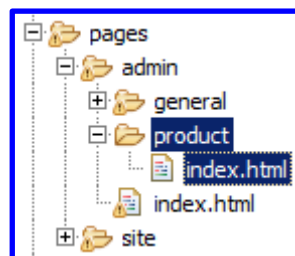 pages
admin
general
product
index.html
index.html
site